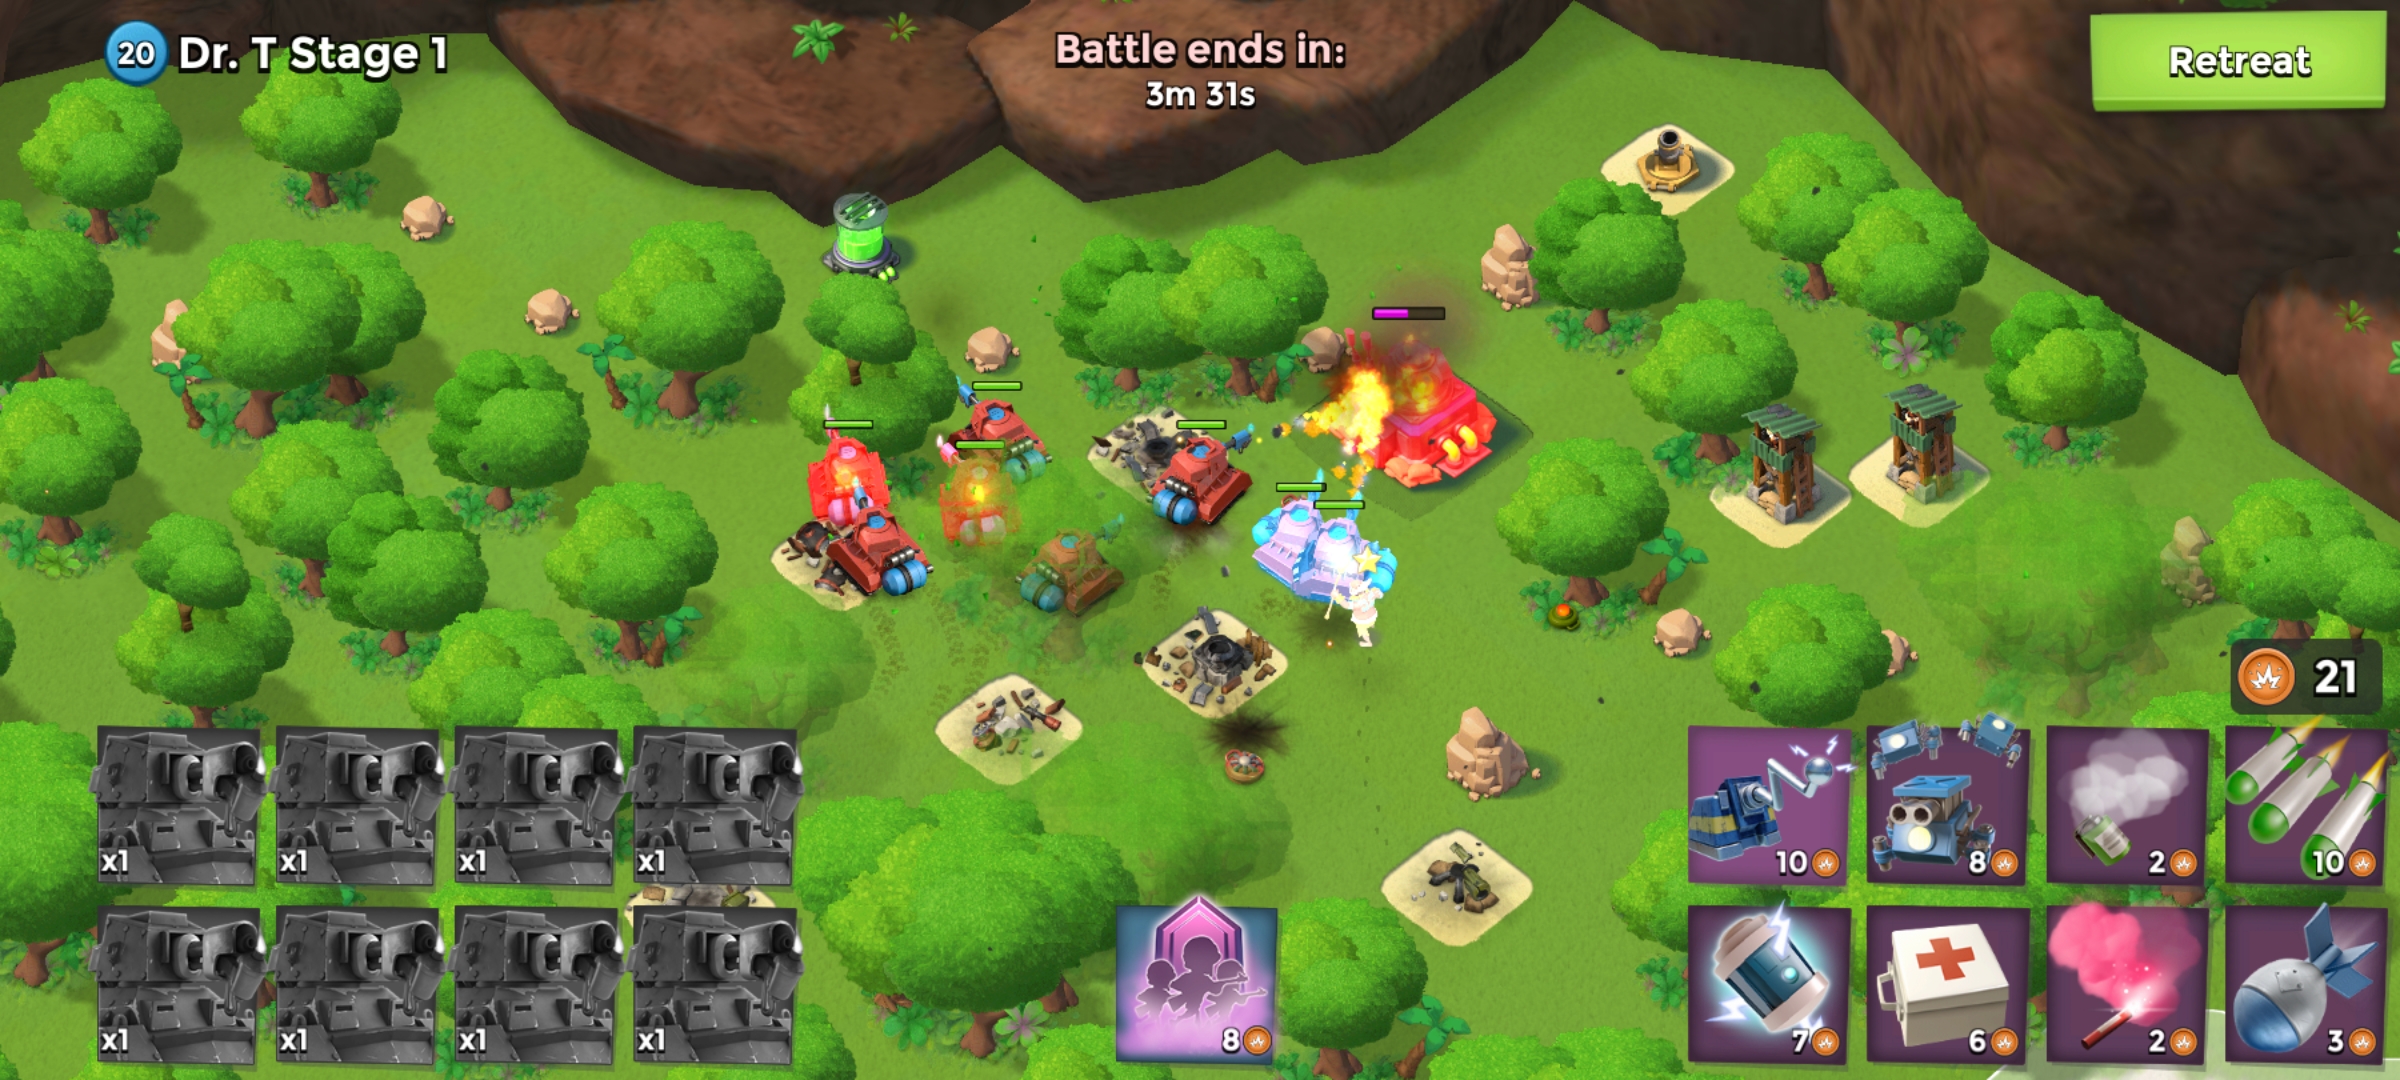 20 Dr. T Stage 1
Battle ends in:
3m 31s
Retreat
21
x1 x1 x1 x1
10 8 2 10
x1 x1 x1 x1
8
7 6 2 3